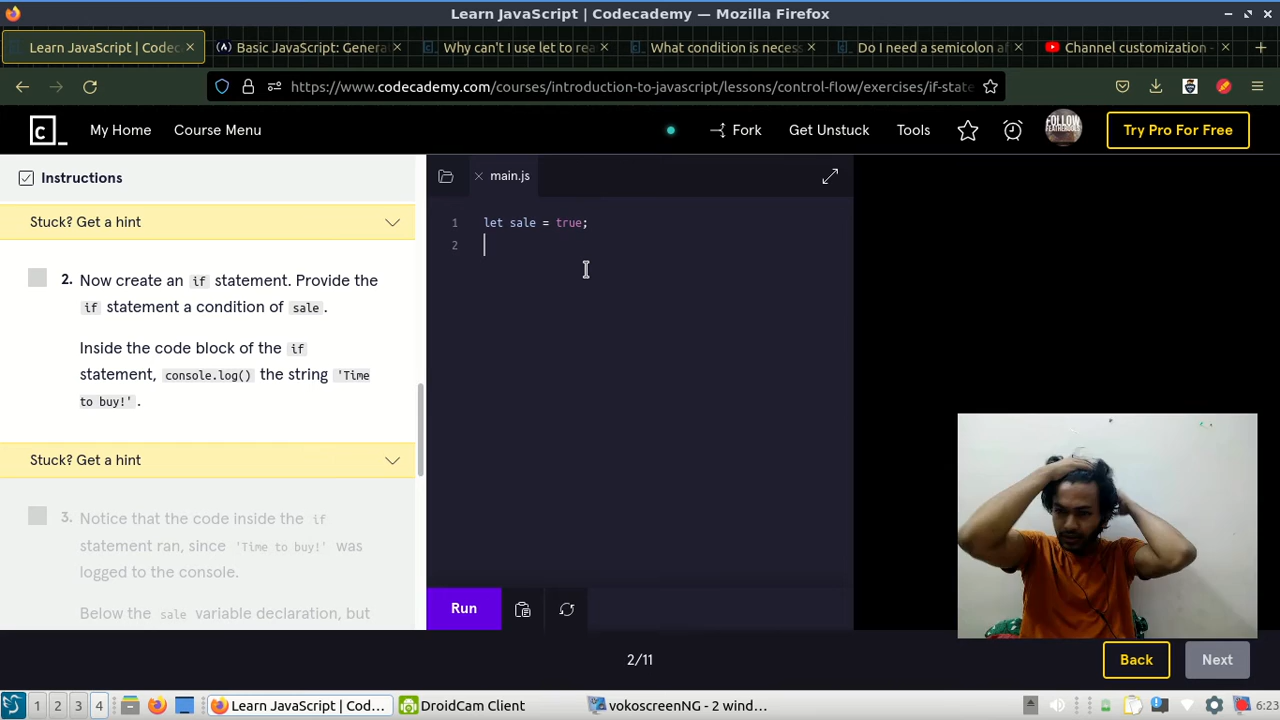 Learn JavaScript | Codecademy — Mozilla Firefox
Learn JavaScript | Codec
Basic JavaScript: General
Why can't I use let to rea
What condition is necess
Do I need a semicolon af
Channel customization -
https://www.codecademy.com/courses/introduction-to-javascript/lessons/control-flow/exercises/if-state
My Home
Course Menu
Fork
Get Unstuck
Tools
FOLLOW
Try Pro For Free
Instructions
main.js
Stuck? Get a hint
2. Now create an if statement. Provide the
if statement a condition of sale.
Inside the code block of the if
statement, console.log() the string 'Time
to buy!'.
Stuck? Get a hint
3. Notice that the code inside the if
statement ran, since 'Time to buy!' was
logged to the console.
Below the sale variable declaration, but
1 let sale = true;
2
Run
2/11
Back
Next
1 2 3 4
Learn JavaScript | Cod...
DroidCam Client
vokoscreenNG - 2 wind...
6:23